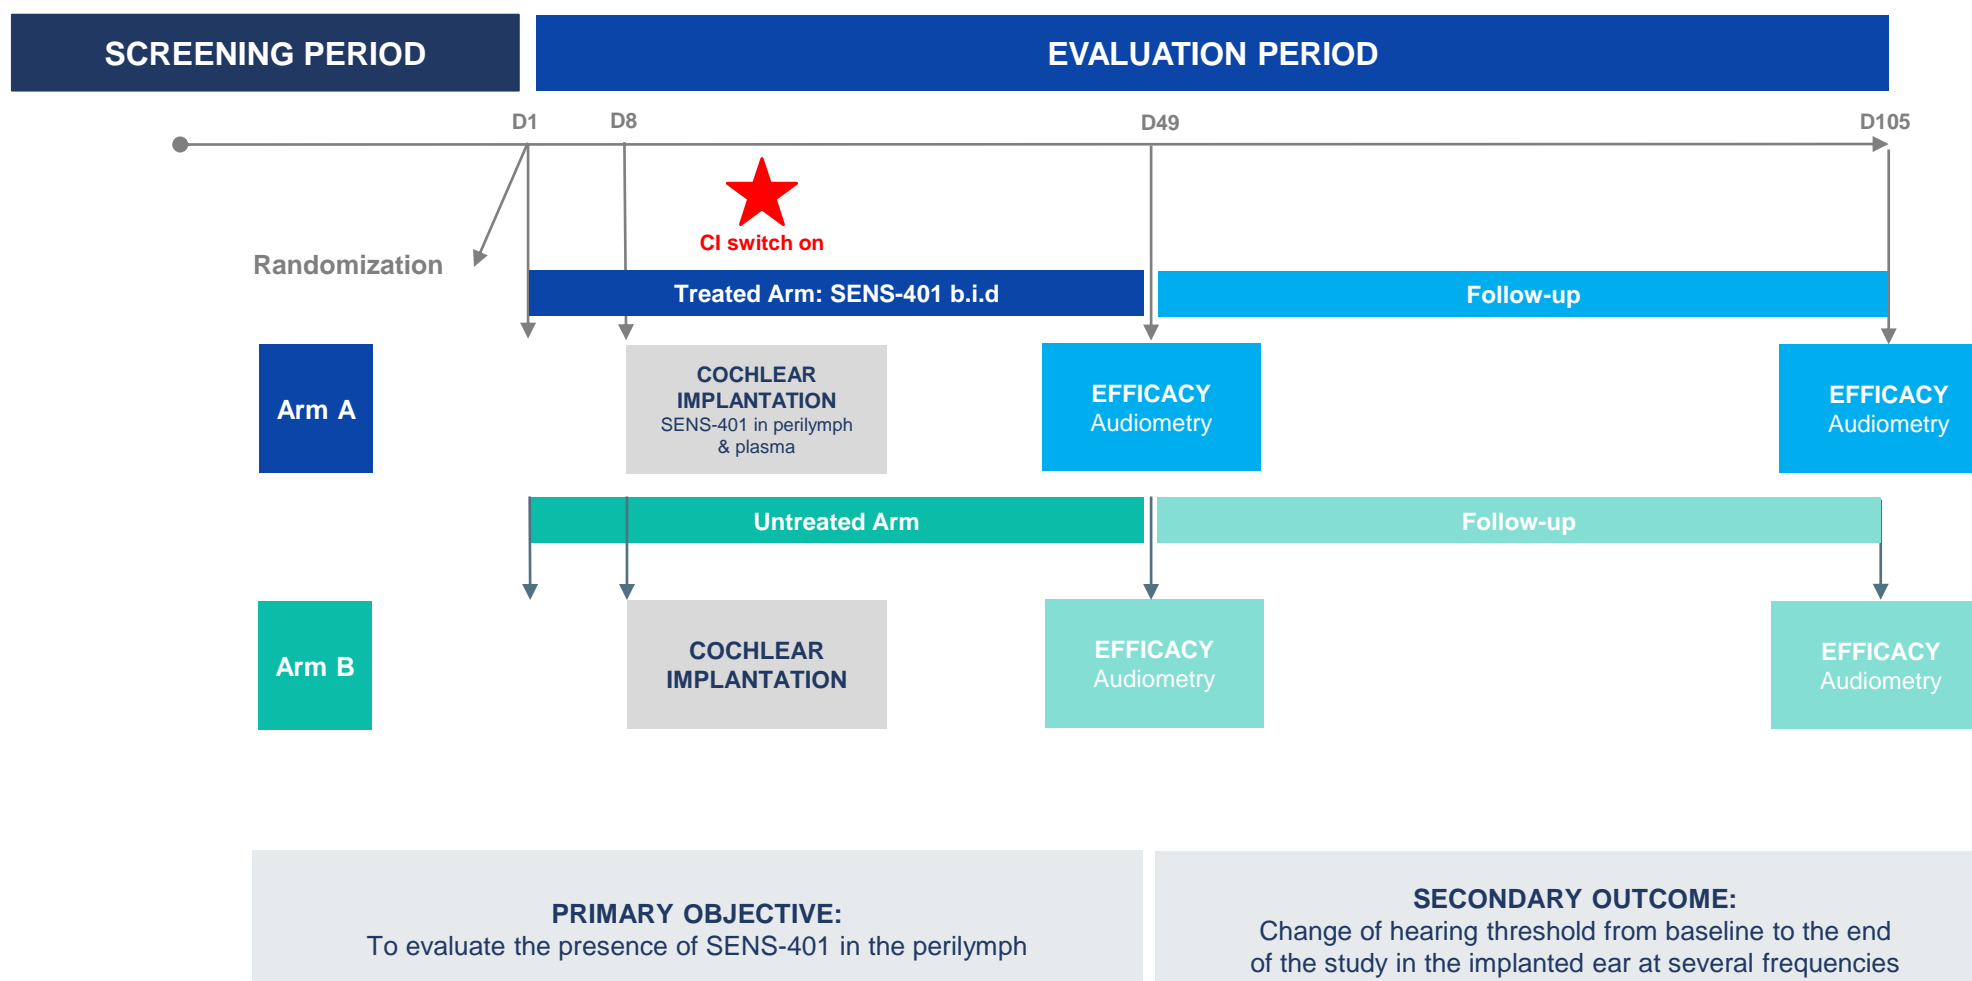 SCREENING PERIOD
EVALUATION PERIOD
D1
D8
D49
D105
CI switch on
Randomization
Treated Arm: SENS-401 b.i.d
Follow-up
Arm A
COCHLEAR
IMPLANTATION
SENS-401 in perilymph
& plasma
EFFICACY
Audiometry
EFFICACY
Audiometry
Untreated Arm
Follow-up
Arm B
COCHLEAR
IMPLANTATION
EFFICACY
Audiometry
EFFICACY
Audiometry
PRIMARY OBJECTIVE:
To evaluate the presence of SENS-401 in the perilymph
SECONDARY OUTCOME:
Change of hearing threshold from baseline to the end
of the study in the implanted ear at several frequencies